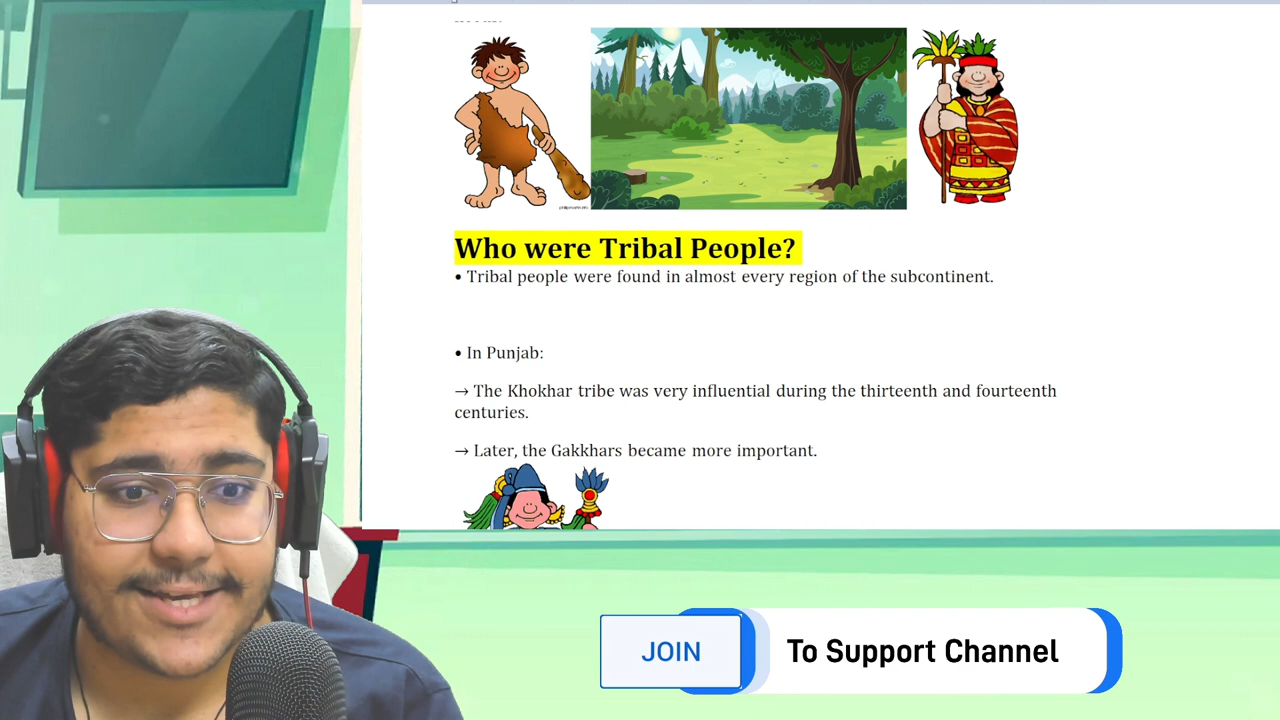 Who were Tribal People?
• Tribal people were found in almost every region of the subcontinent.
• In Punjab:
→ The Khokhar tribe was very influential during the thirteenth and fourteenth
centuries.
→ Later, the Gakkhars became more important.
JOIN
To Support Channel